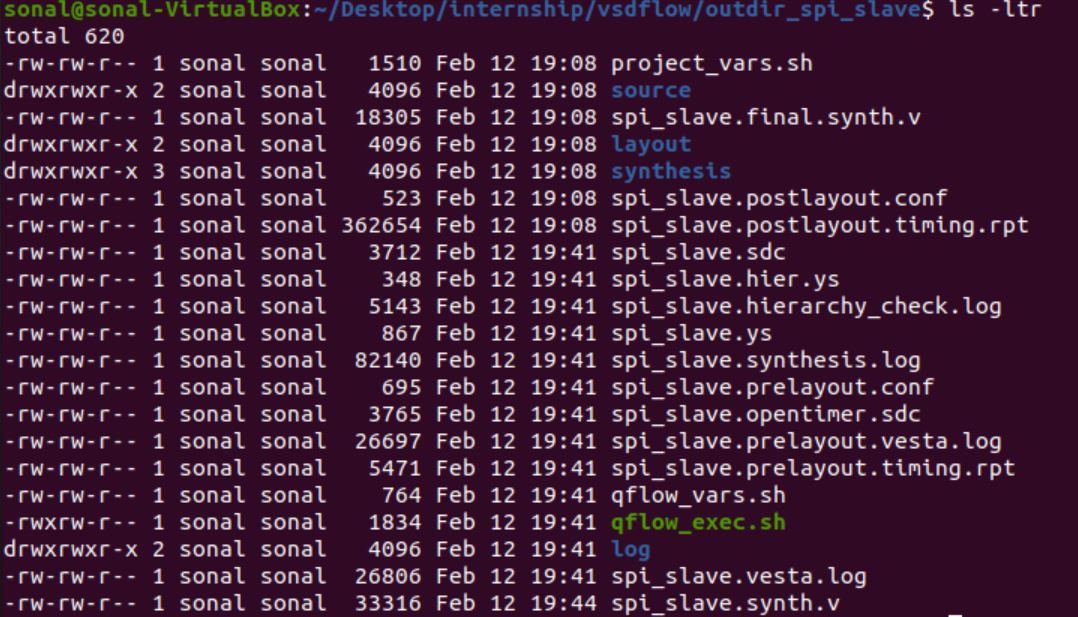 sonal@sonal-VirtualBox:~/Desktop/internship/vsdflow/outdir_spi_slave$ ls -ltr
total 620
-rw-rw-r-- 1 sonal sonal   1510 Feb 12 19:08 project_vars.sh
drwxrwxr-x 2 sonal sonal   4096 Feb 12 19:08 source
-rw-rw-r-- 1 sonal sonal  18305 Feb 12 19:08 spi_slave.final.synth.v
drwxrwxr-x 2 sonal sonal   4096 Feb 12 19:08 layout
drwxrwxr-x 3 sonal sonal   4096 Feb 12 19:08 synthesis
-rw-rw-r-- 1 sonal sonal    523 Feb 12 19:08 spi_slave.postlayout.conf
-rw-rw-r-- 1 sonal sonal 362654 Feb 12 19:08 spi_slave.postlayout.timing.rpt
-rw-rw-r-- 1 sonal sonal   3712 Feb 12 19:41 spi_slave.sdc
-rw-rw-r-- 1 sonal sonal    348 Feb 12 19:41 spi_slave.hier.ys
-rw-rw-r-- 1 sonal sonal   5143 Feb 12 19:41 spi_slave.hierarchy_check.log
-rw-rw-r-- 1 sonal sonal    867 Feb 12 19:41 spi_slave.ys
-rw-rw-r-- 1 sonal sonal  82140 Feb 12 19:41 spi_slave.synthesis.log
-rw-rw-r-- 1 sonal sonal    695 Feb 12 19:41 spi_slave.prelayout.conf
-rw-rw-r-- 1 sonal sonal   3765 Feb 12 19:41 spi_slave.opentimer.sdc
-rw-rw-r-- 1 sonal sonal  26697 Feb 12 19:41 spi_slave.prelayout.vesta.log
-rw-rw-r-- 1 sonal sonal   5471 Feb 12 19:41 spi_slave.prelayout.timing.rpt
-rw-rw-r-- 1 sonal sonal    764 Feb 12 19:41 qflow_vars.sh
-rwxrw-r-- 1 sonal sonal   1834 Feb 12 19:41 qflow_exec.sh
drwxrwxr-x 2 sonal sonal   4096 Feb 12 19:41 log
-rw-rw-r-- 1 sonal sonal  26806 Feb 12 19:41 spi_slave.vesta.log
-rw-rw-r-- 1 sonal sonal  33316 Feb 12 19:44 spi_slave.synth.v